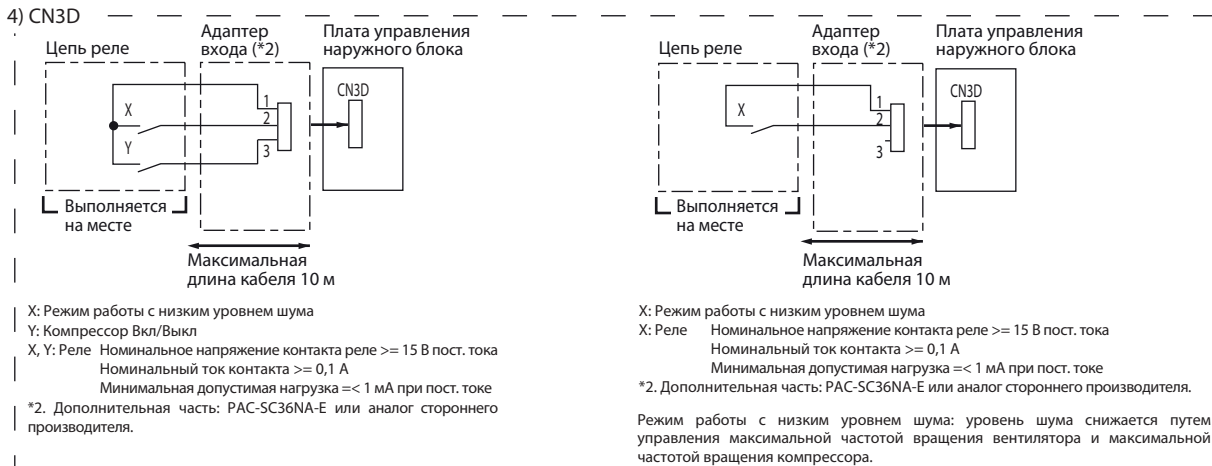 4) CN3D
Цепь реле
Адаптер
входа (*2)
Плата управления
наружного блока
X
Y
1
2
3
CN3D
Выполняется
на месте
Максимальная
длина кабеля 10 м
X: Режим работы с низким уровнем шума
Y: Компрессор Вкл/Выкл
X, Y: Реле Номинальное напряжение контакта реле >= 15 В пост. тока
Номинальный ток контакта >= 0,1 А
Минимальная допустимая нагрузка =< 1 мА при пост. токе
*2. Дополнительная часть: PAC-SC36NA-E или аналог стороннего
производителя.
Цепь реле
Адаптер
входа (*2)
Плата управления
наружного блока
X
1
2
3
CN3D
Выполняется
на месте
Максимальная
длина кабеля 10 м
X: Режим работы с низким уровнем шума
X: Реле Номинальное напряжение контакта реле >= 15 В пост. тока
Номинальный ток контакта >= 0,1 А
Минимальная допустимая нагрузка =< 1 мА при пост. токе
*2. Дополнительная часть: PAC-SC36NA-E или аналог стороннего производителя.
Режим работы с низким уровнем шума: уровень шума снижается путем
управления максимальной частотой вращения вентилятора и максимальной
частотой вращения компрессора.